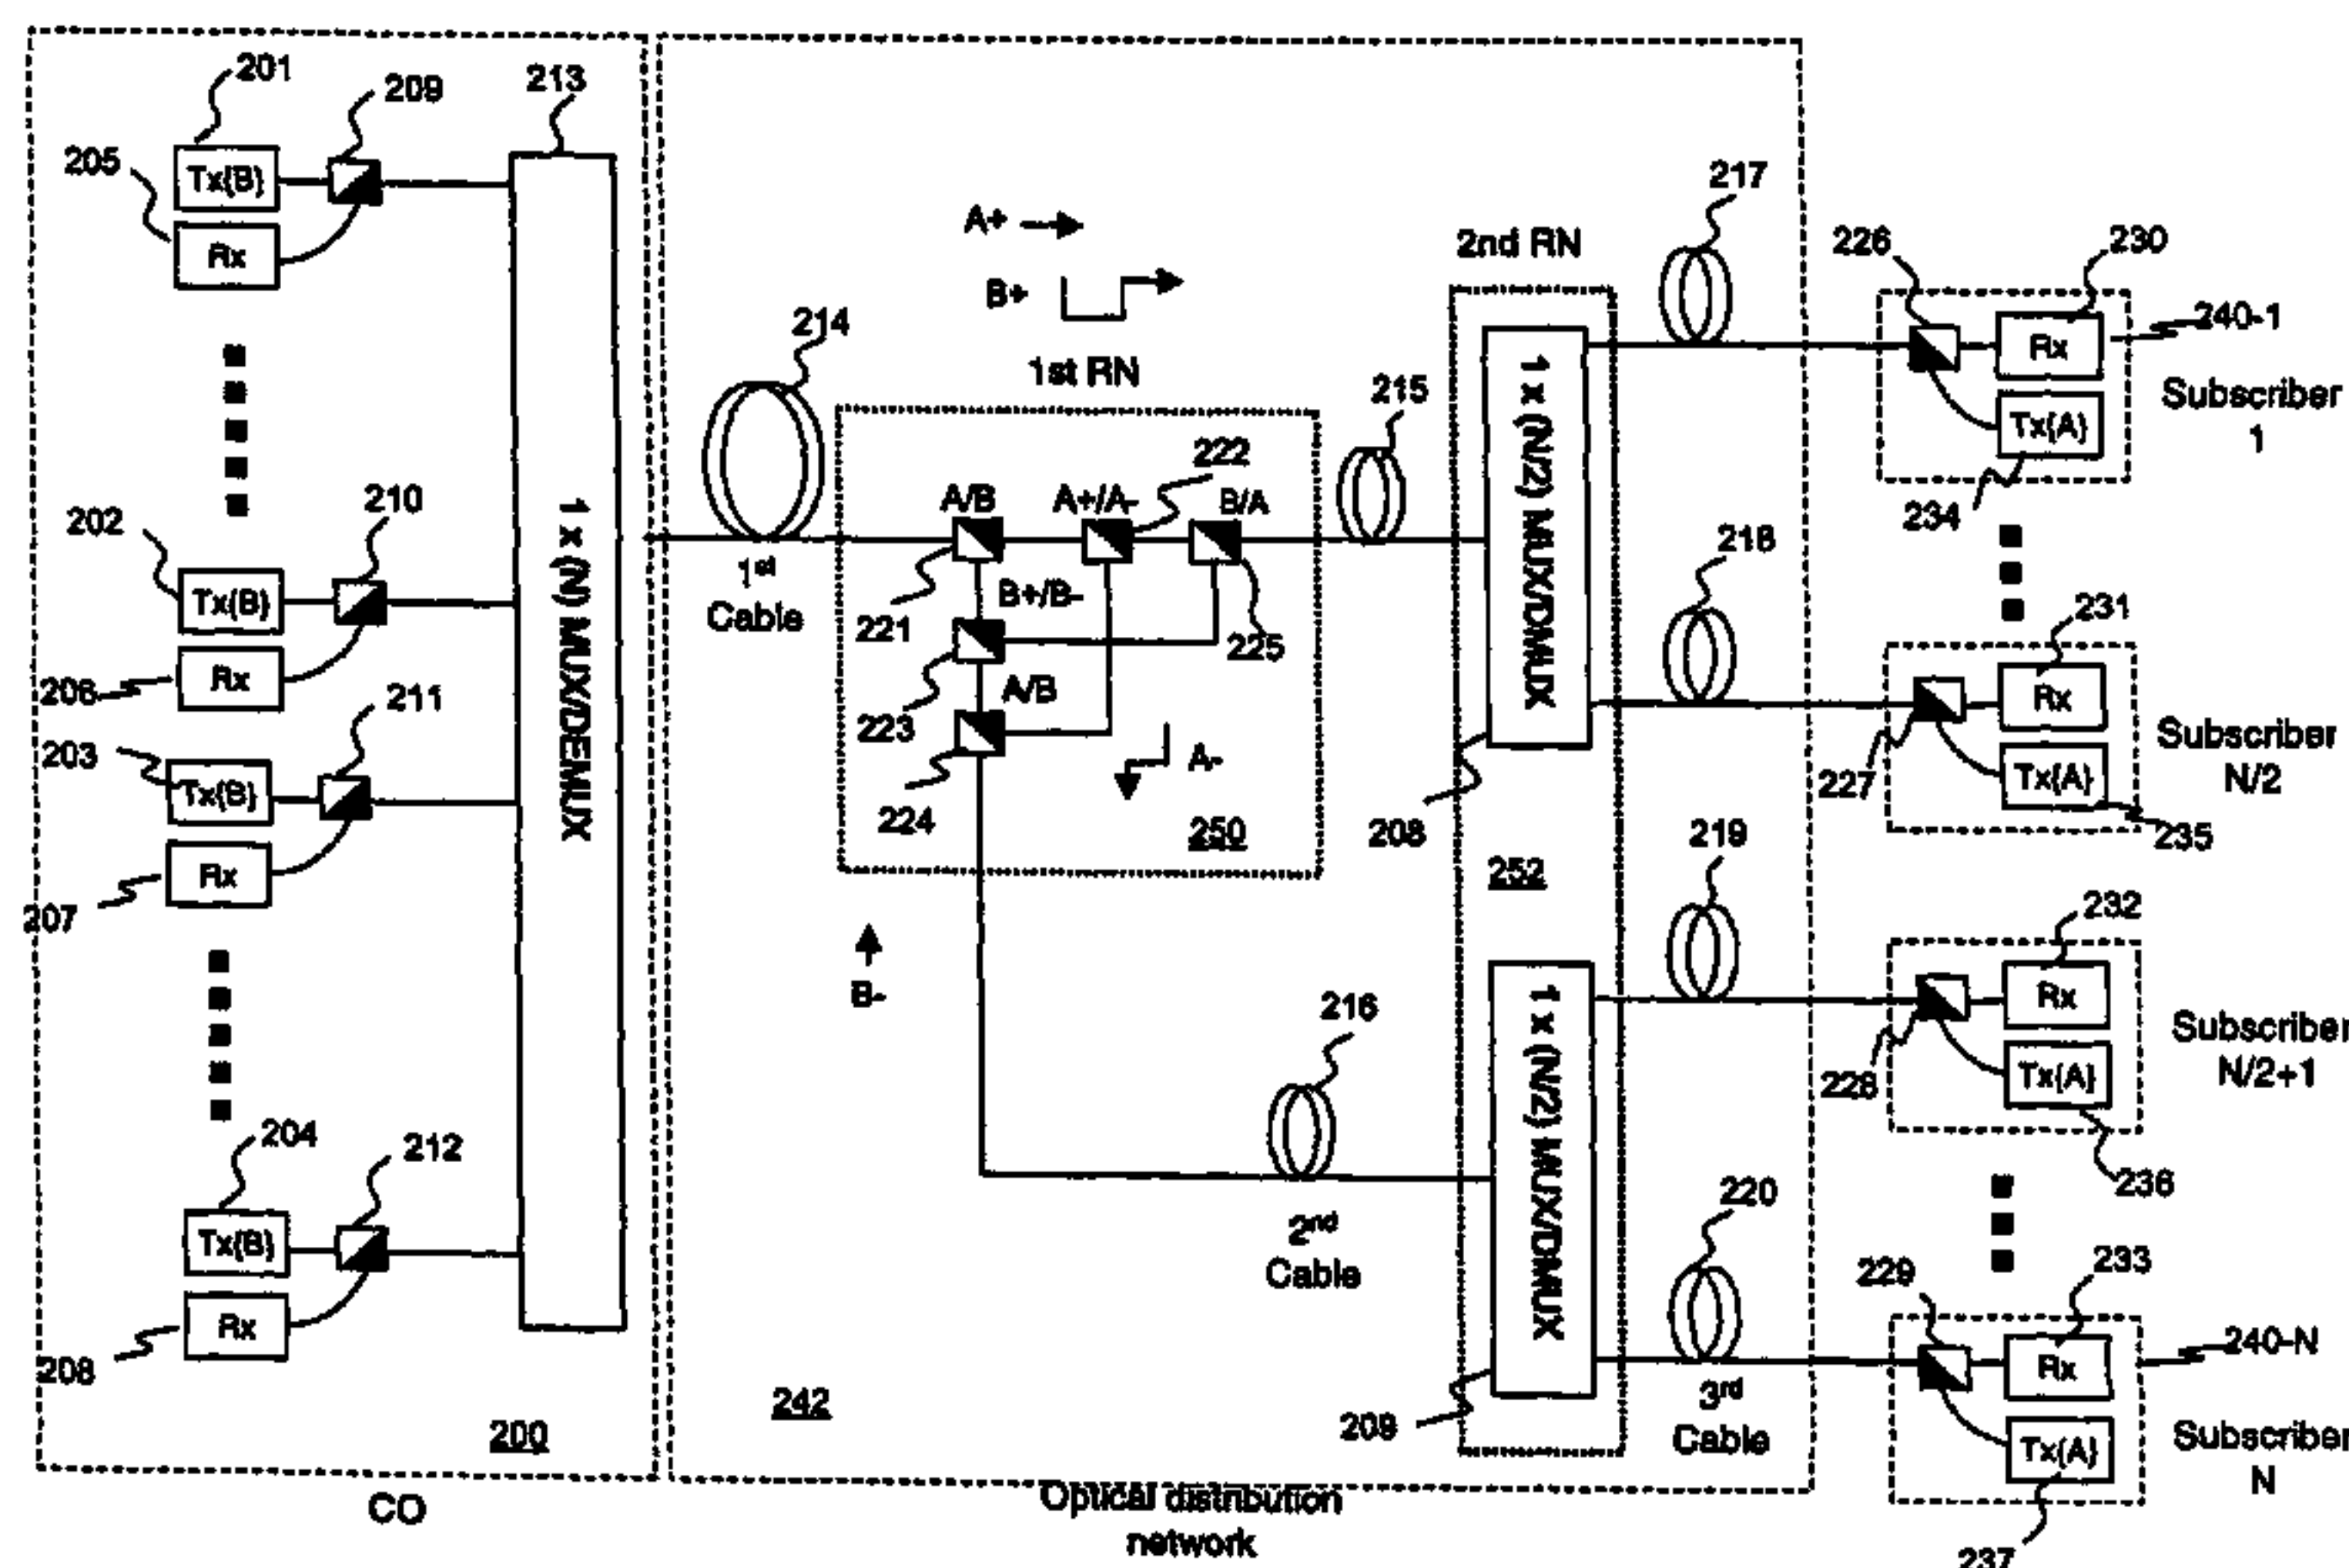 201
209
213
205
Tx(B)
Rx
202
210
Tx(B)
206
Rx
211
203
Tx(B)
Rx
207
204
212
Tx(B)
Rx
208
1 x (N) MUX/DEMUX
200
CO
A+
B+
214
1st RN
1st
Cable
A/B
A+/A-
222
B/A
221
B+/B-
225
223
A/B
224
A-
250
B-
215
2nd RN
1 x (N/2) MUX/DMUX
208
252
1 x (N/2) MUX/DMUX
209
216
2nd
Cable
217
218
219
220
3rd
Cable
242
Optical distribution
network
226
230
240-1
Rx
Tx(A)
234
Subscriber
1
231
Rx
Tx(A)
227
235
Subscriber
N/2
232
Rx
Tx(A)
228
236
Subscriber
N/2+1
229
233
240-N
Rx
Tx(A)
237
Subscriber
N